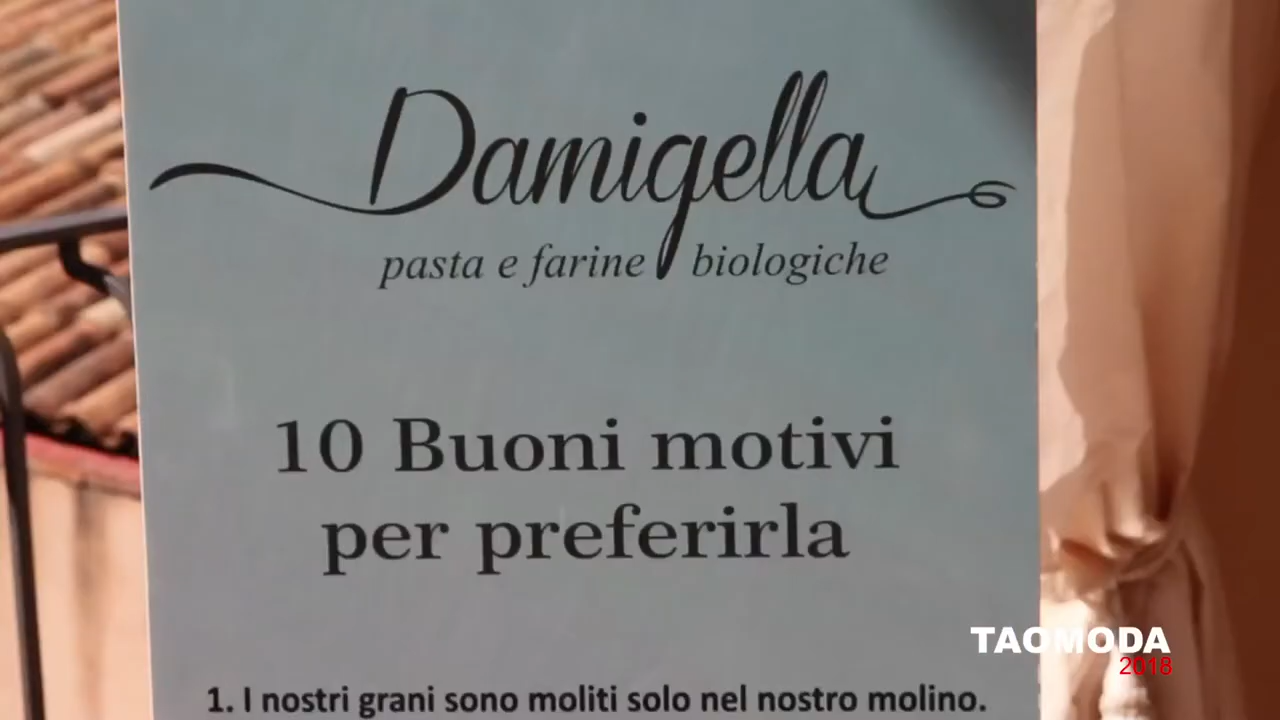 Damigella
pasta e farine biologiche
10 Buoni motivi
per preferirla
1. I nostri grani sono moliti solo nel nostro molino.
TAOMODA
2018